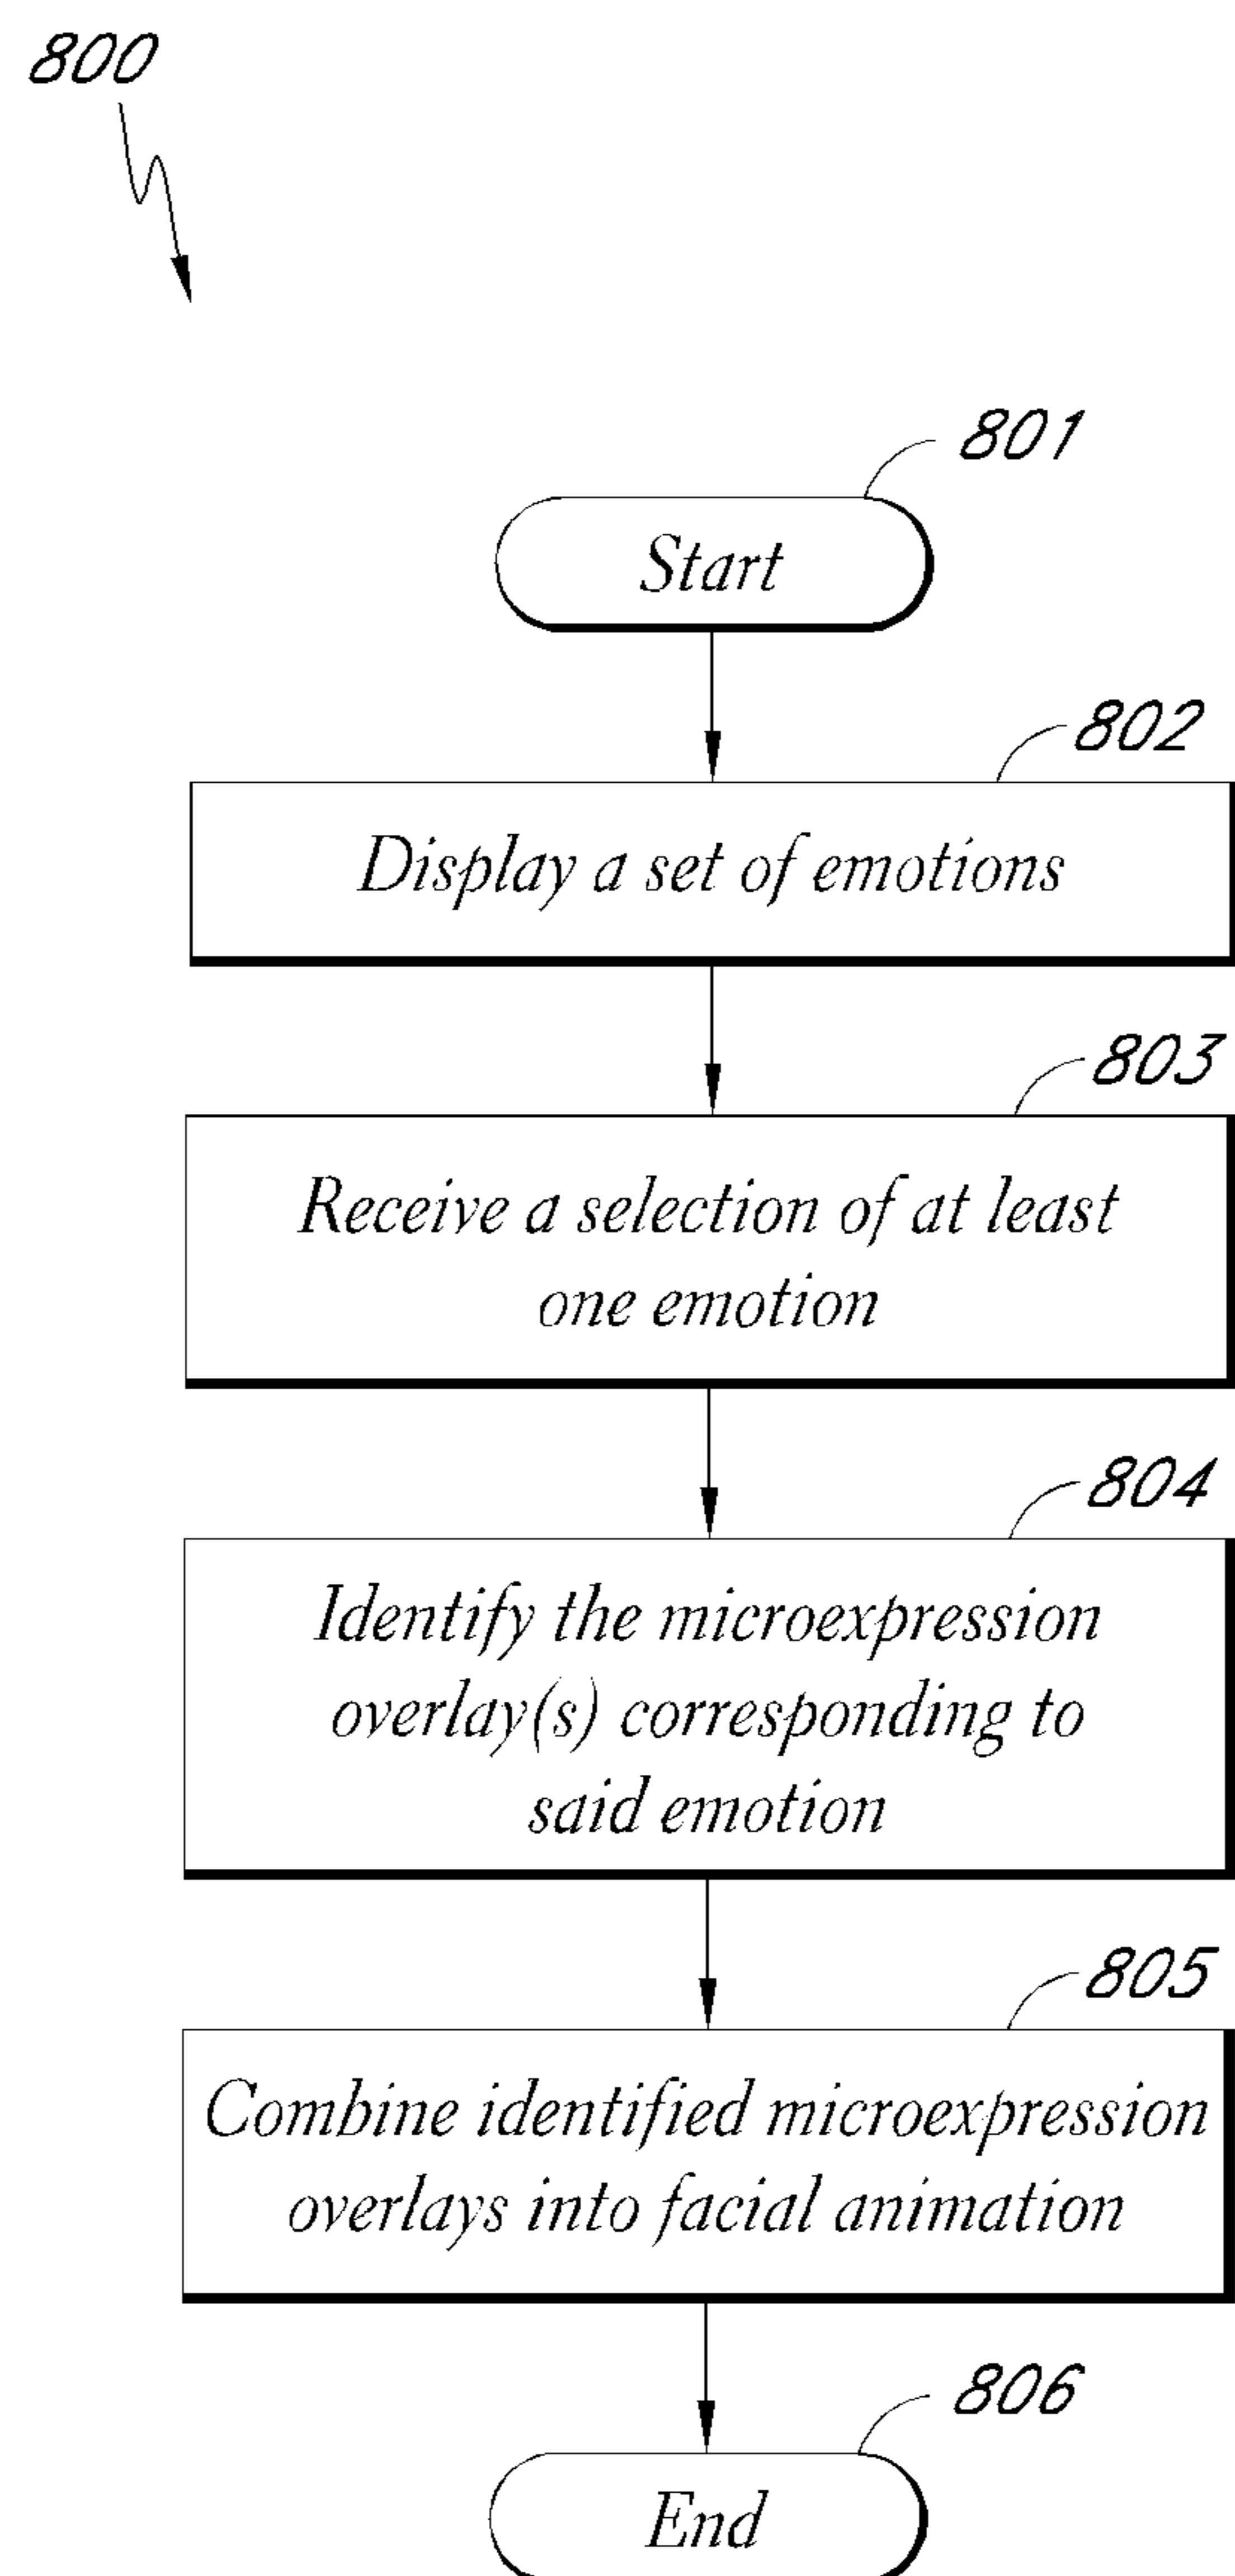 800
801
Start
802
Display a set of emotions
803
Receive a selection of at least
one emotion
804
Identify the microexpression
overlay(s) corresponding to
said emotion
805
Combine identified microexpression
overlays into facial animation
806
End